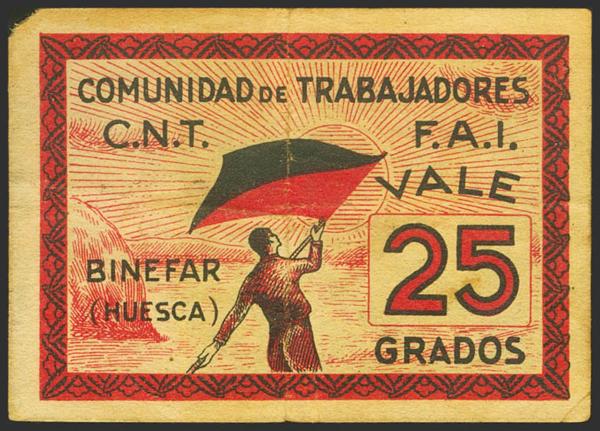 COMUNIDAD DE TRABAJADORES
C.N.T. F.A.I.
VALE
25
BINEFAR
(HUESCA)
GRADOS